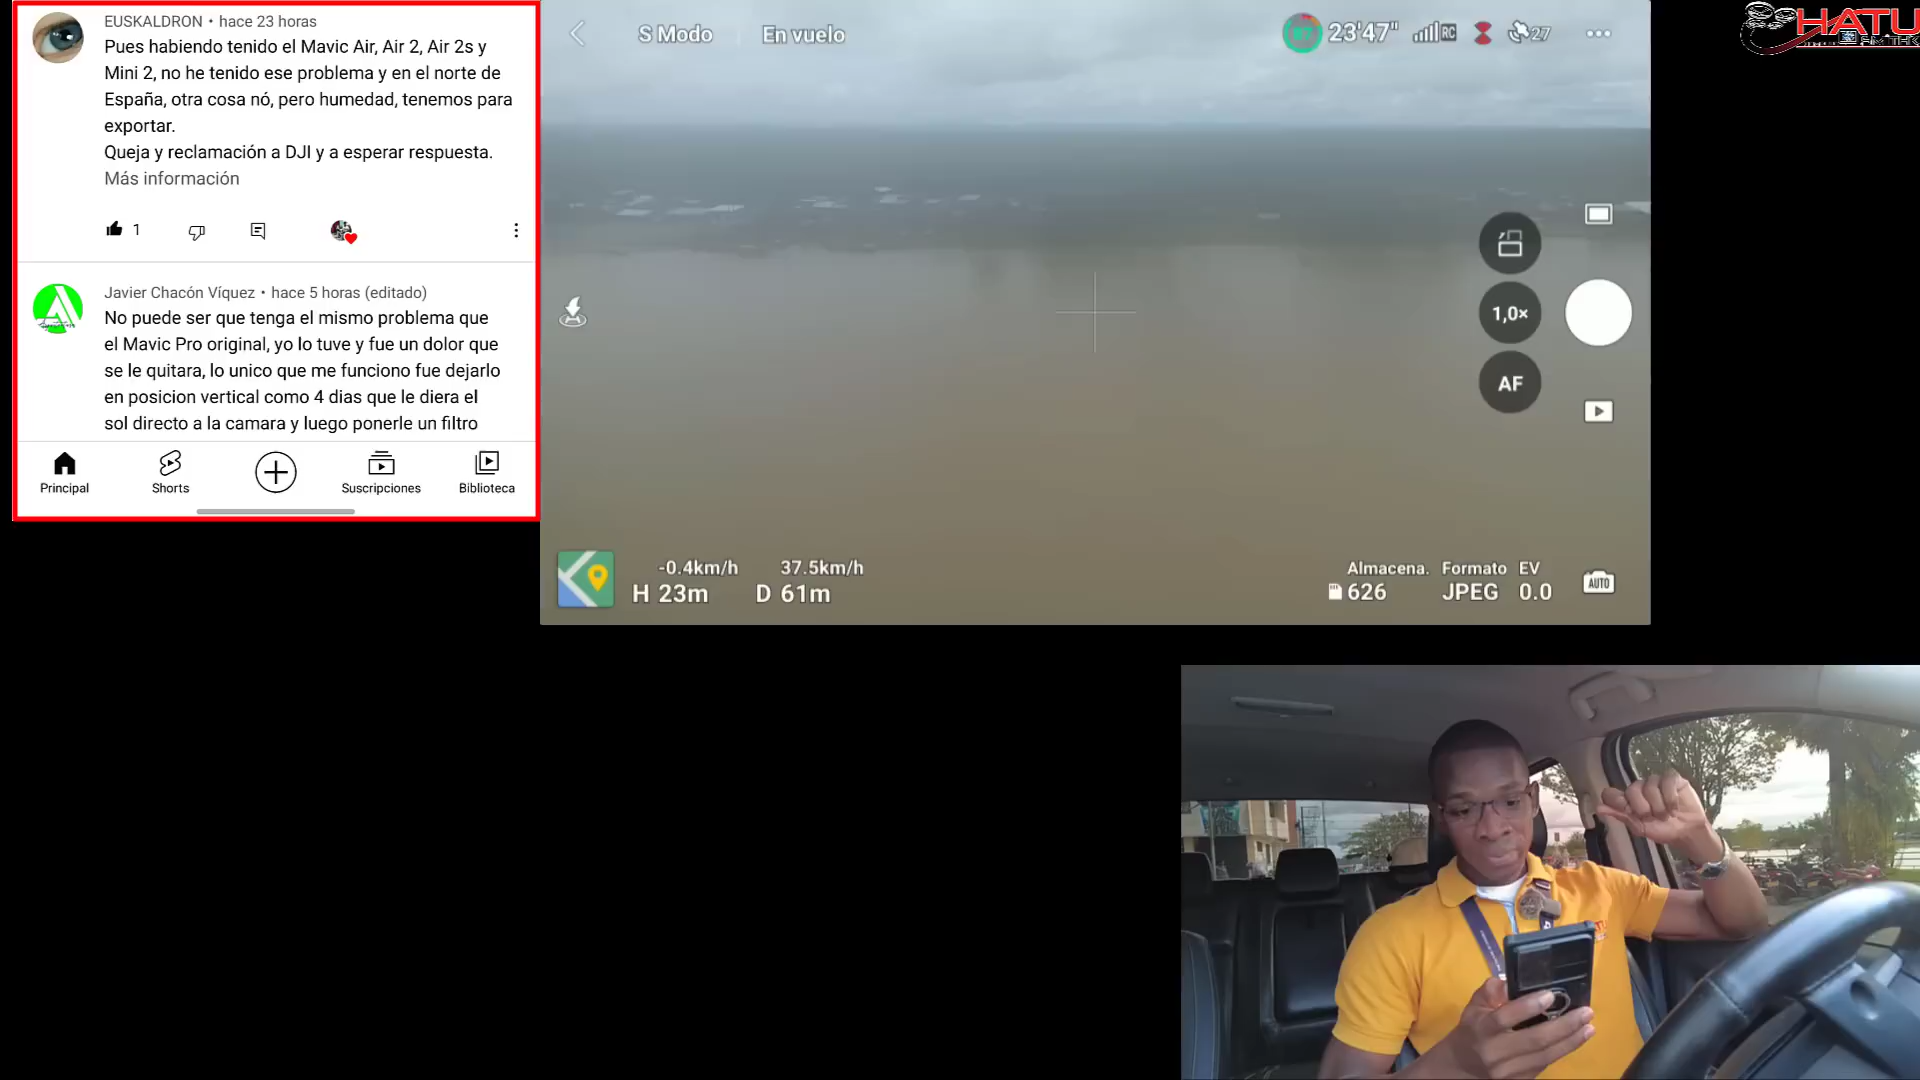 EUSKALDRON • hace 23 horas
Pues habiendo tenido el Mavic Air, Air 2, Air 2s y
Mini 2, no he tenido ese problema y en el norte de
España, otra cosa nó, pero humedad, tenemos para
exportar.
Queja y reclamación a DJI y a esperar respuesta.
Más información
1
Javier Chacón Víquez • hace 5 horas (editado)
No puede ser que tenga el mismo problema que
el Mavic Pro original, yo lo tuve y fue un dolor que
se le quitara, lo unico que me funciono fue dejarlo
en posicion vertical como 4 dias que le diera el
sol directo a la camara y luego ponerle un filtro
Principal
Shorts
Suscripciones
Biblioteca
S Modo
En vuelo
23'47"
RC
27
1,0×
AF
-0.4km/h
37.5km/h
H 23m
D 61m
Almacena.
Formato
EV
626
JPEG
0.0
AUTO
HATU